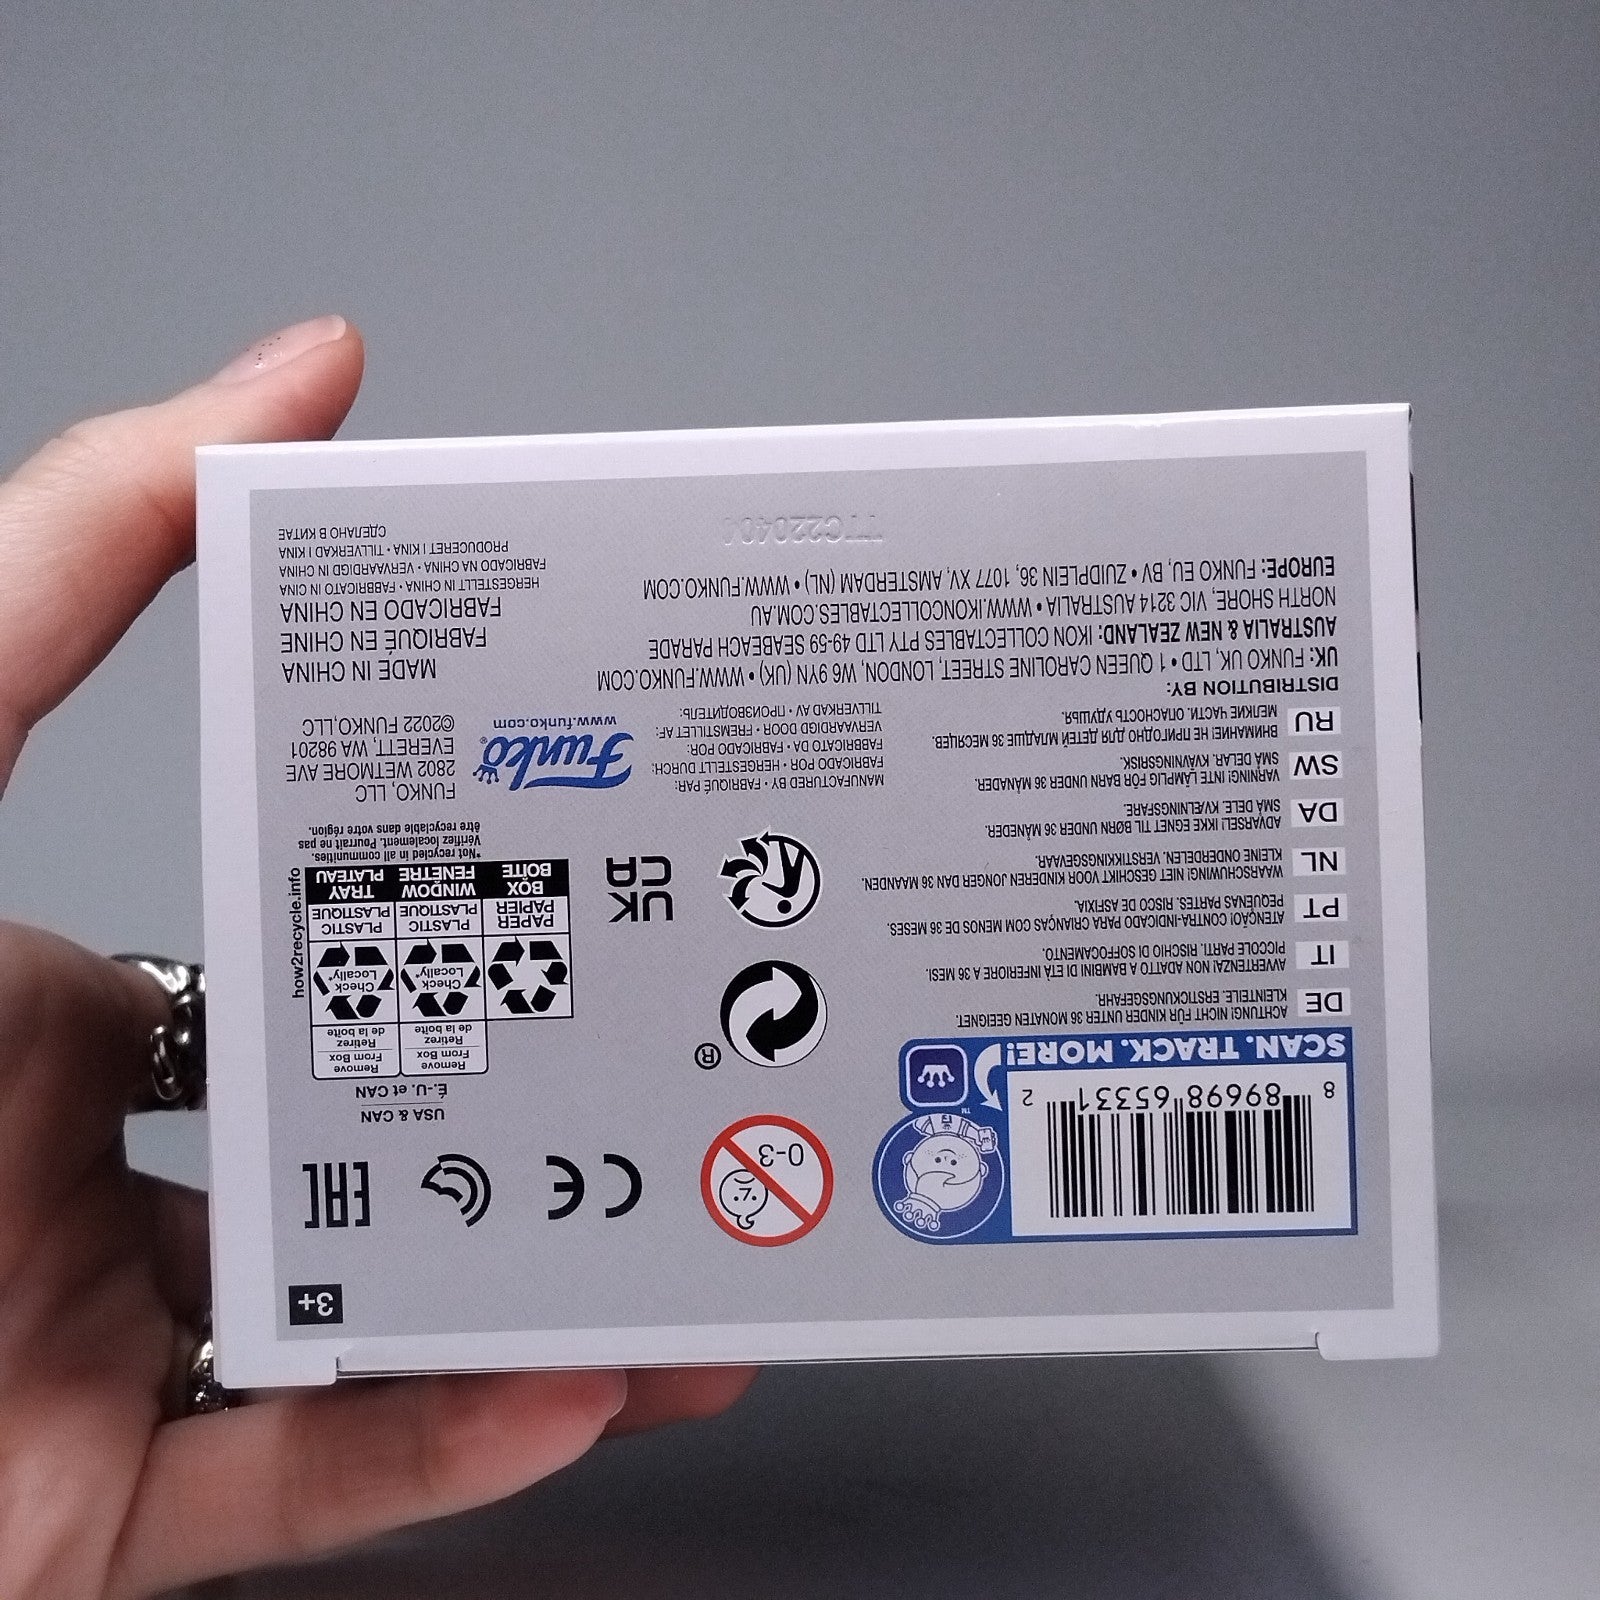 3+
8 89698 65331 2
SCAN. TRACK. MORE!
TM
0-3
CE
EAC
USA & CAN
É.-U. et CAN
Remove
From Box
Retirez
de la boîte
Remove
From Box
Retirez
de la boîte
Check
Locally*
Check
Locally*
PAPER
PAPIER
PLASTIC
PLASTIQUE
PLASTIC
PLASTIQUE
BOX
BOÎTE
WINDOW
FENÊTRE
TRAY
PLATEAU
how2recycle.info
*Not recycled in all communities.
Vérifiez localement. Pourrait ne pas
être recyclable dans votre région.
®
UK
CA
DE ACHTUNG! NICHT FÜR KINDER UNTER 36 MONATEN GEEIGNET.
KLEINTEILE. ERSTICKUNGSGEFAHR.
IT AVVERTENZA! NON ADATTO A BAMBINI DI ETÀ INFERIORE A 36 MESI.
PICCOLE PARTI. RISCHIO DI SOFFOCAMENTO.
PT ATENÇÃO! CONTRA-INDICADO PARA CRIANÇAS COM MENOS DE 36 MESES.
PEQUENAS PARTES. RISCO DE ASFIXIA.
NL WAARSCHUWING! NIET GESCHIKT VOOR KINDEREN JONGER DAN 36 MAANDEN.
KLEINE ONDERDELEN. VERSTIKKINGSGEVAAR.
DA ADVARSEL! IKKE EGNET TIL BØRN UNDER 36 MÅNEDER.
SMÅ DELE. KVÆLNINGSFARE.
SW VARNING! INTE LÄMPLIG FÖR BARN UNDER 36 MÅNADER.
SMÅ DELAR. KVÄVNINGSRISK.
RU ВНИМАНИЕ! НЕ ПРИГОДНО ДЛЯ ДЕТЕЙ МЛАДШЕ 36 МЕСЯЦЕВ.
МЕЛКИЕ ЧАСТИ. ОПАСНОСТЬ УДУШЬЯ.
MANUFACTURED BY • FABRIQUÉ PAR:
FABRICADO POR • HERGESTELLT DURCH:
FABBRICATO DA • FABRICADO POR:
VERVAARDIGD DOOR • FREMSTILLET AF:
TILLVERKAD AV • ПРОИЗВОДИТЕЛЬ:
Funko®
www.funko.com
FUNKO, LLC
2802 WETMORE AVE
EVERETT, WA 98201
©2022 FUNKO,LLC
DISTRIBUTION BY:
UK: FUNKO UK, LTD • 1 QUEEN CAROLINE STREET, LONDON, W6 9YN (UK) • WWW.FUNKO.COM
AUSTRALIA & NEW ZEALAND: IKON COLLECTABLES PTY LTD 49-59 SEABEACH PARADE
NORTH SHORE, VIC 3214 AUSTRALIA • WWW.IKONCOLLECTABLES.COM.AU
EUROPE: FUNKO EU, BV • ZUIDPLEIN 36, 1077 XV, AMSTERDAM (NL) • WWW.FUNKO.COM
MADE IN CHINA
FABRIQUÉ EN CHINE
FABRICADO EN CHINA
HERGESTELLT IN CHINA • FABBRICATO IN CHINA
FABRICADO NA CHINA • VERVAARDIGD IN CHINA
PRODUCERET I KINA • TILLVERKAD I KINA
СДЕЛАНО В КИТАЕ